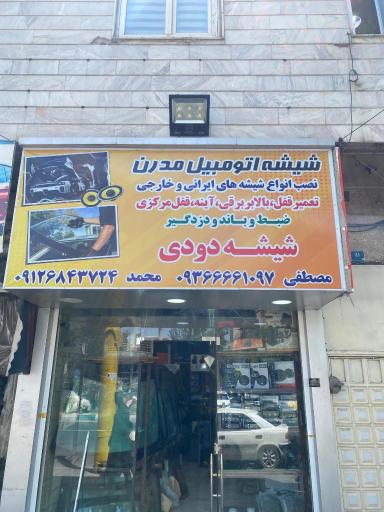 شیشه اتومبیل مدرن
نصب انواع شیشه های ایرانی و خارجی
تعمیر قفل، بالابر برقی، آینه، قفل مرکزی
ضبط و باند و دزدگیر
شیشه دودی
مصطفی ۰۹۳۶۶۶۶۱۰۹۷ محمد ۰۹۱۲۶۸۴۳۷۲۴